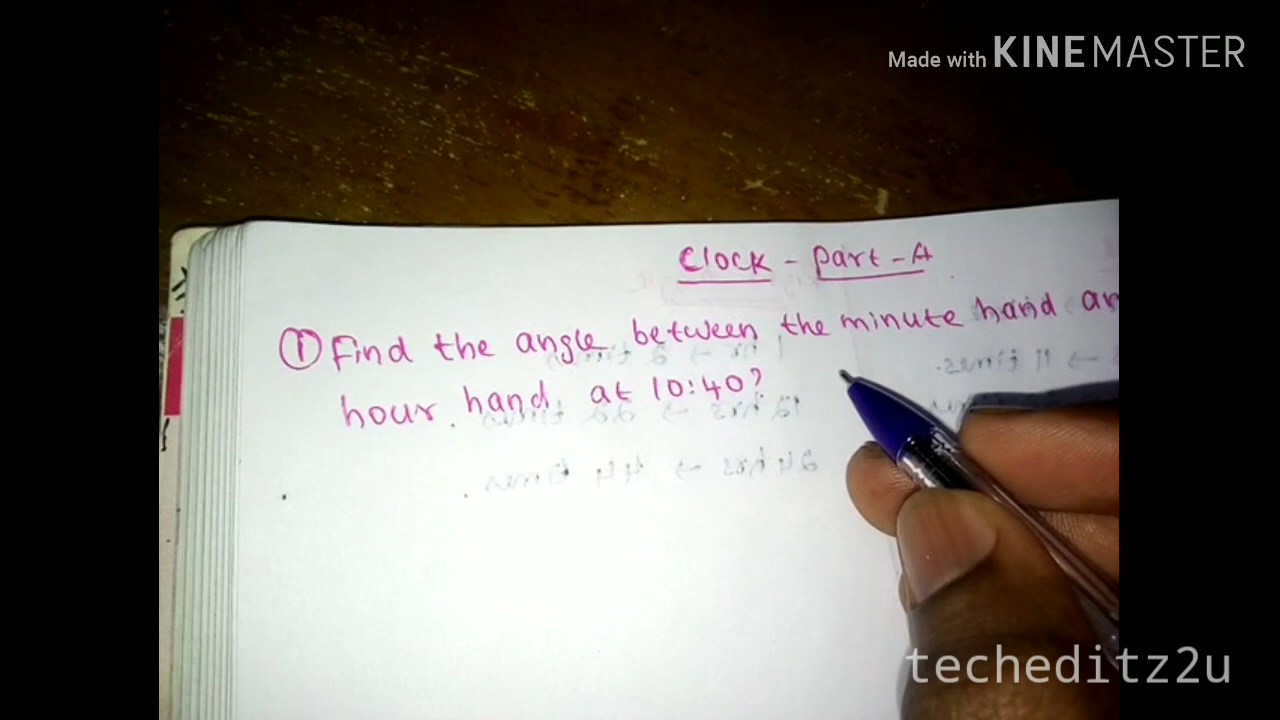 Made with KINEMASTER
Clock - Part - A
① Find the angle between the minute hand
hour hand at 10:40?
techeditz2u